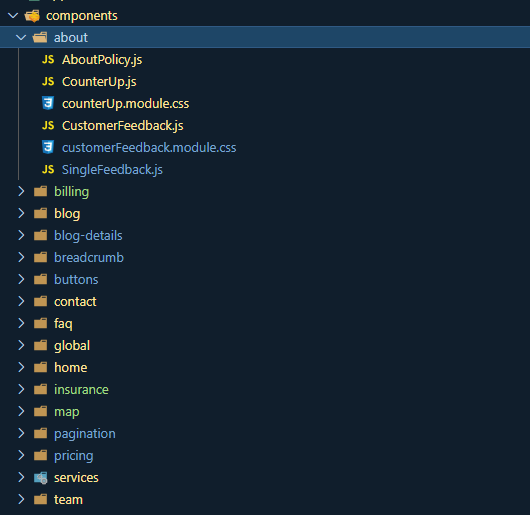 components
about
JS AboutPolicy.js
JS CounterUp.js
counterUp.module.css
JS CustomerFeedback.js
customerFeedback.module.css
JS SingleFeedback.js
billing
blog
blog-details
breadcrumb
buttons
contact
faq
global
home
insurance
map
pagination
pricing
services
team